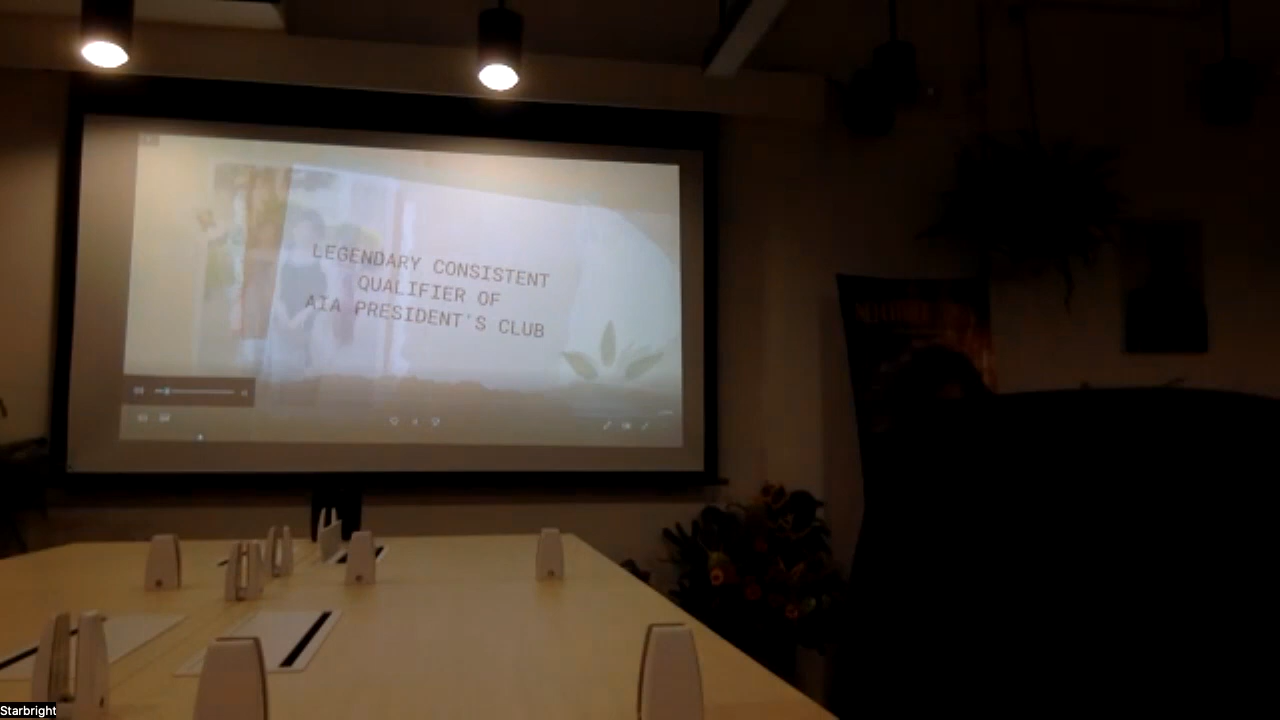 LEGENDARY CONSISTENT
QUALIFIER OF
AIA PRESIDENT'S CLUB
Starbright